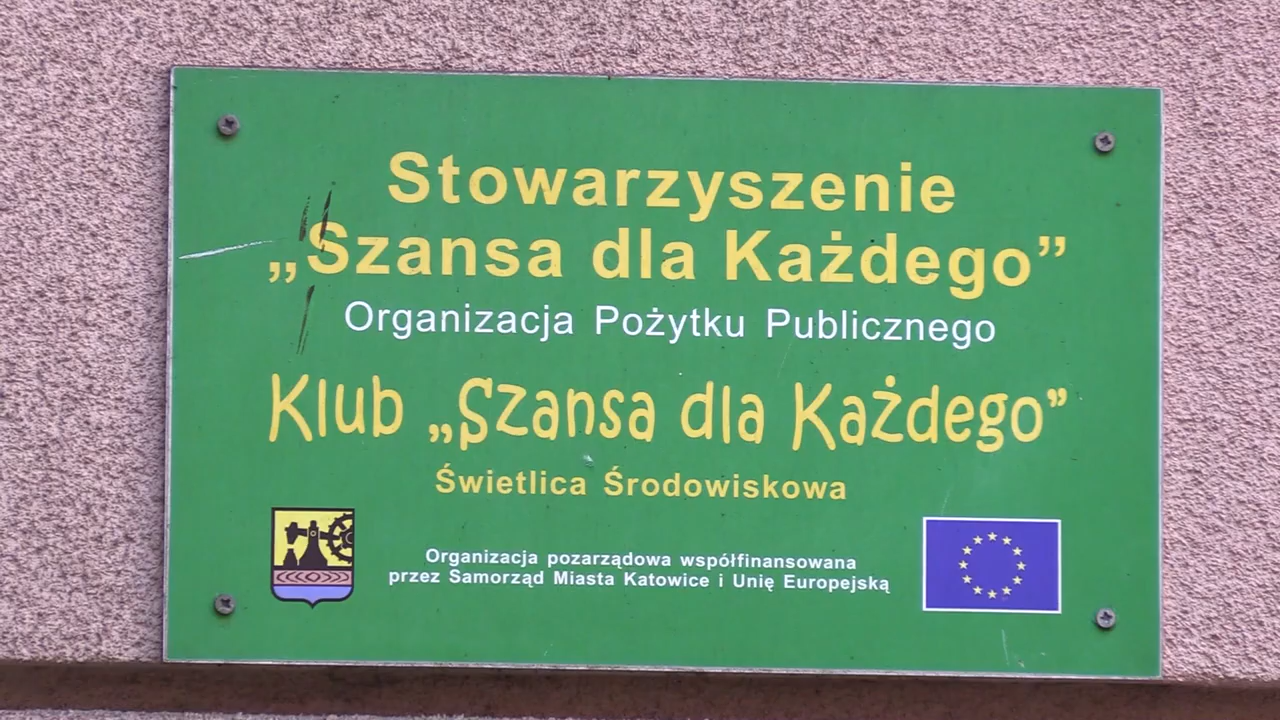 Stowarzyszenie
„Szansa dla Każdego”
Organizacja Pożytku Publicznego
Klub „Szansa dla Każdego”
Świetlica Środowiskowa
Organizacja pozarządowa współfinansowana
przez Samorząd Miasta Katowice i Unię Europejską